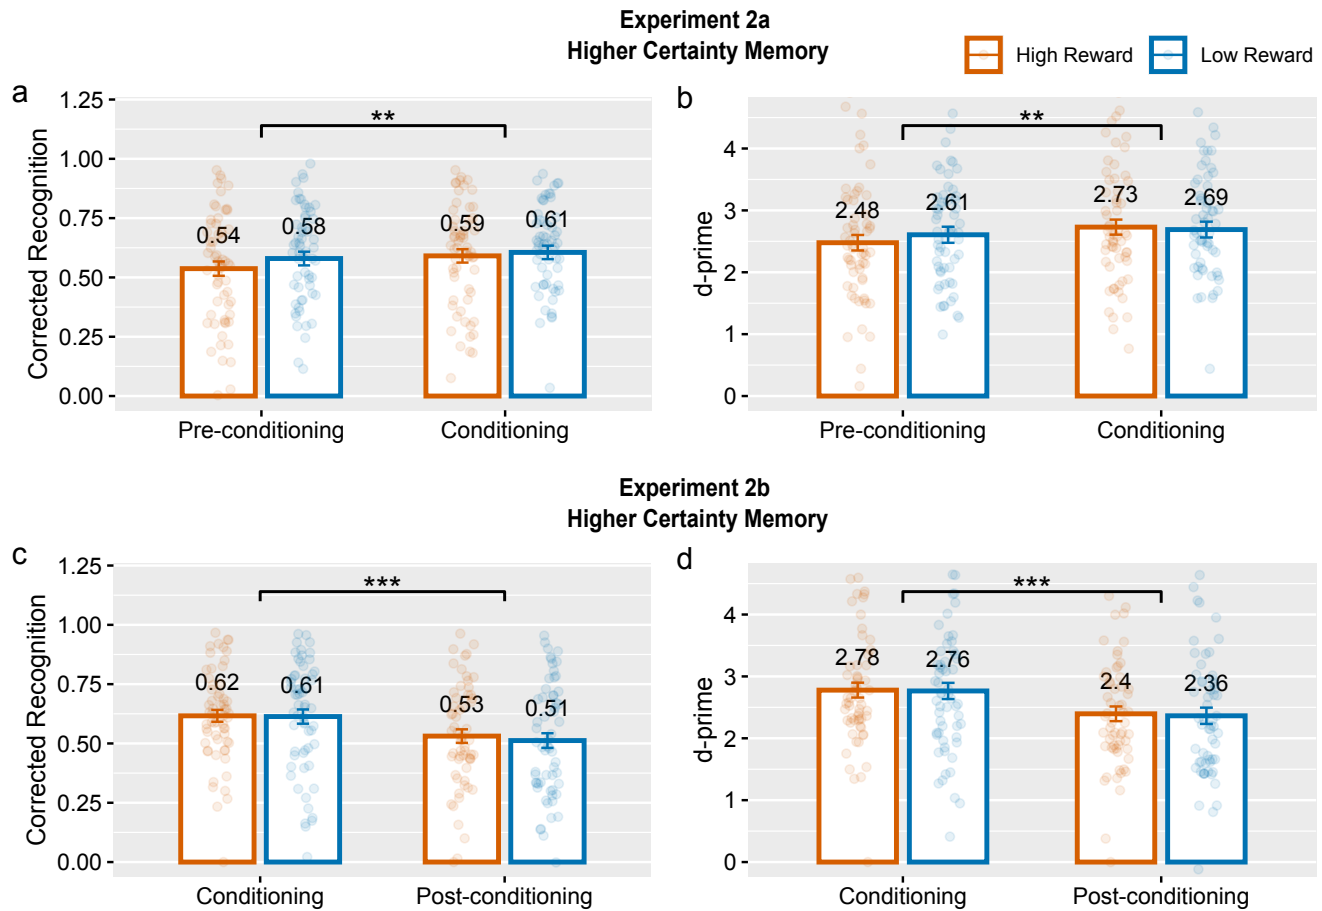 Experiment 2a
Higher Certainty Memory
High Reward
Low Reward
a
Corrected Recognition
1.25
1.00
0.75
0.50
0.25
0.00
**
0.54
0.58
0.59
0.61
Pre-conditioning
Conditioning
b
d-prime
4
3
2
1
0
**
2.48
2.61
2.73
2.69
Pre-conditioning
Conditioning
Experiment 2b
Higher Certainty Memory
c
Corrected Recognition
1.25
1.00
0.75
0.50
0.25
0.00
***
0.62
0.61
0.53
0.51
Conditioning
Post-conditioning
d
d-prime
4
3
2
1
0
***
2.78
2.76
2.4
2.36
Conditioning
Post-conditioning